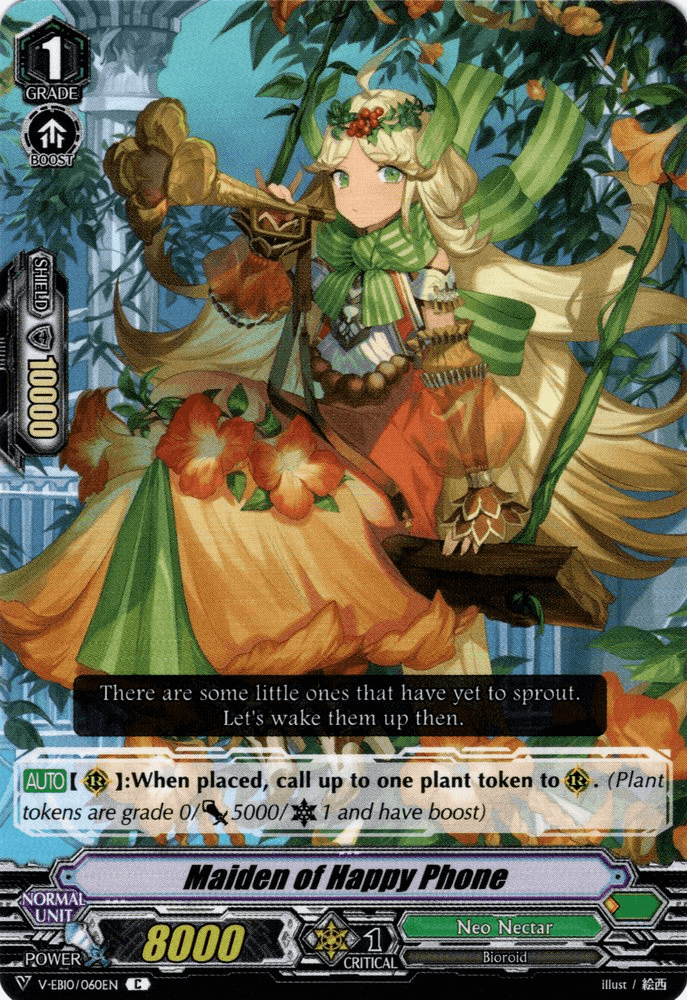 1
GRADE
BOOST
SHIELD
10000
There are some little ones that have yet to sprout.
Let's wake them up then.
AUTO【 R 】:When placed, call up to one plant token to R. (Plant
tokens are grade 0/ 5000/ 1 and have boost)
Maiden of Happy Phone
NORMAL
UNIT
POWER 8000
1
CRITICAL
Neo Nectar
Bioroid
V-EB10/060EN C
illust / 絵西